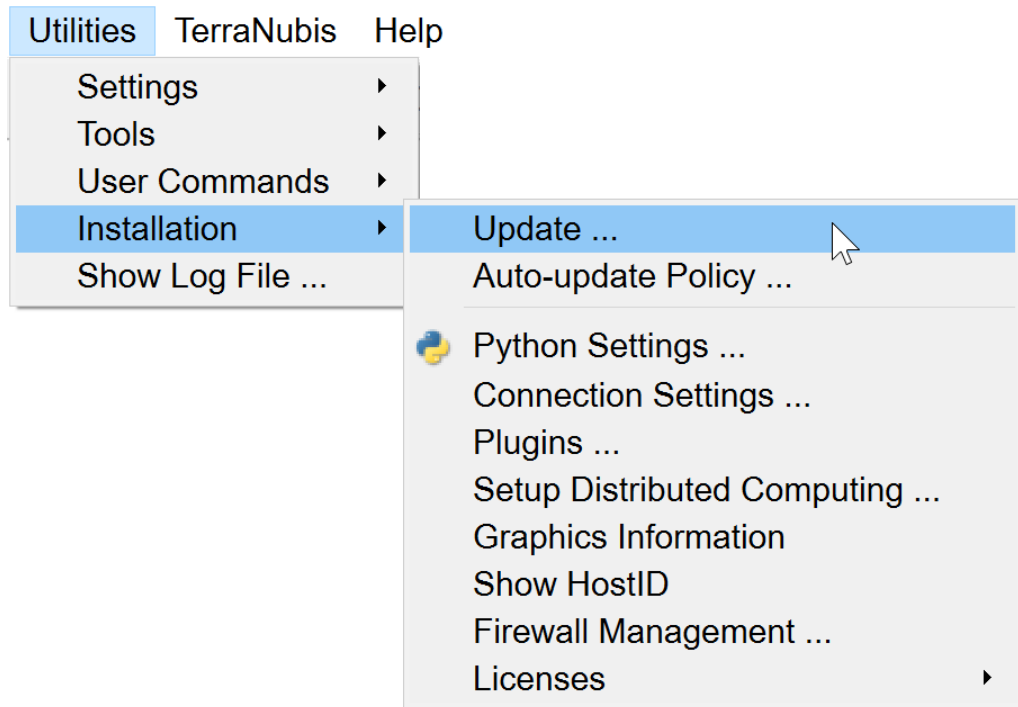 Utilities TerraNubis Help
Settings
Tools
User Commands
Installation
Show Log File ...
Update ...
Auto-update Policy ...
Python Settings ...
Connection Settings ...
Plugins ...
Setup Distributed Computing ...
Graphics Information
Show HostID
Firewall Management ...
Licenses